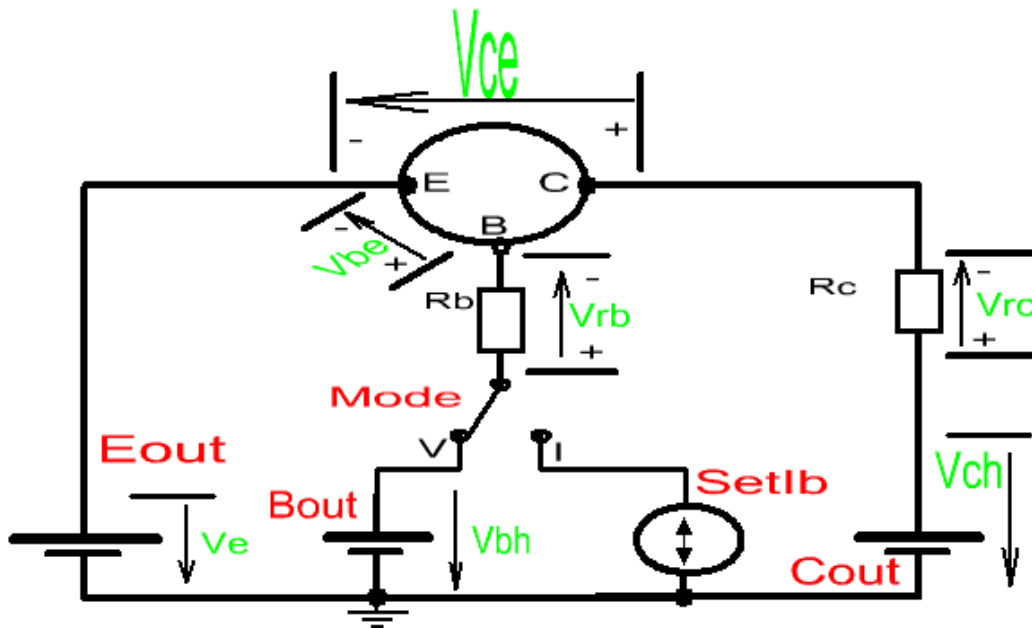 Vce
-
+
E
C
B
-
Vbe
+
Rb
-
Vrb
+
Rc
-
Vrc
+
Mode
V
I
Eout
Ve
Bout
Vbh
SetIb
Vch
Cout